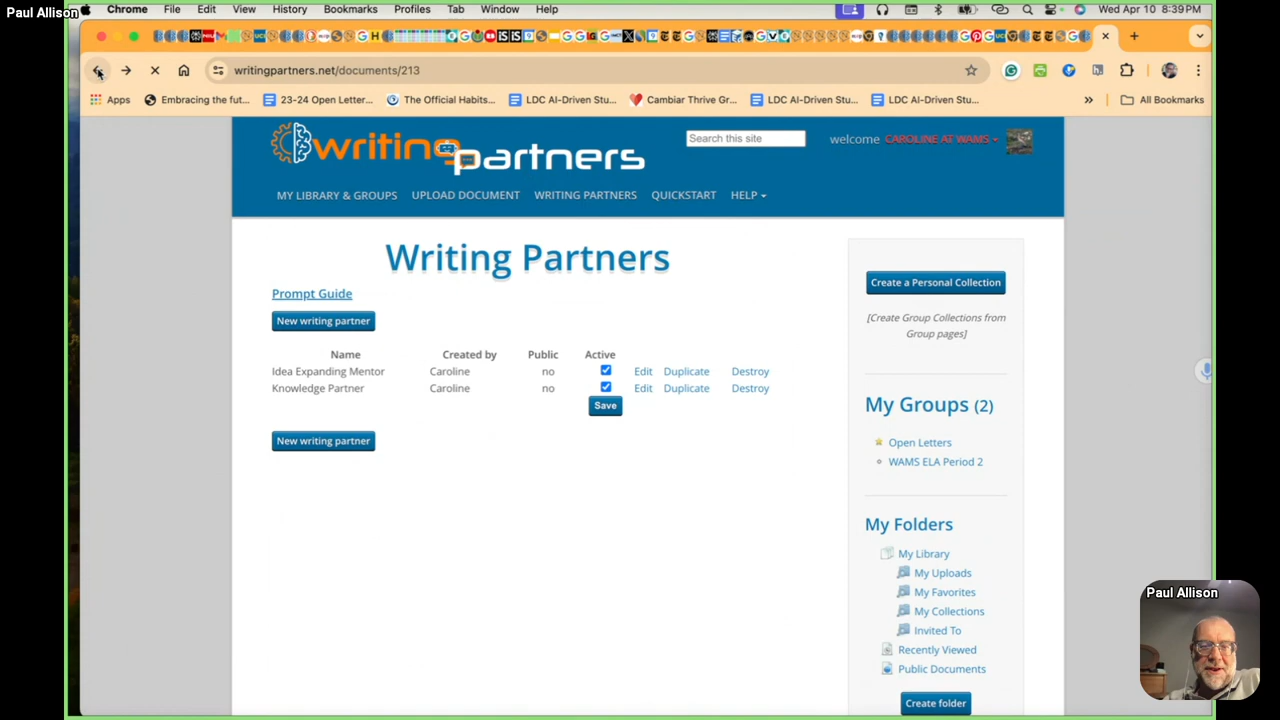 Paul Allison
Chrome File Edit View History Bookmarks Profiles Tab Window Help Wed Apr 10 8:39 PM
writingpartners.net/documents/213
Apps Embracing the fut... 23-24 Open Letter... The Official Habits... LDC AI-Driven Stu... Cambiar Thrive Gr... LDC AI-Driven Stu... LDC AI-Driven Stu... » All Bookmarks
writing partners
Search this site
welcome CAROLINE AT WAMS
MY LIBRARY & GROUPS UPLOAD DOCUMENT WRITING PARTNERS QUICKSTART HELP
Writing Partners
Prompt Guide
New writing partner
Name Created by Public Active
Idea Expanding Mentor Caroline no Edit Duplicate Destroy
Knowledge Partner Caroline no Edit Duplicate Destroy
Save
New writing partner
Create a Personal Collection
[Create Group Collections from
Group pages]
My Groups (2)
Open Letters
WAMS ELA Period 2
My Folders
My Library
My Uploads
My Favorites
My Collections
Invited To
Recently Viewed
Public Documents
Create folder
Paul Allison